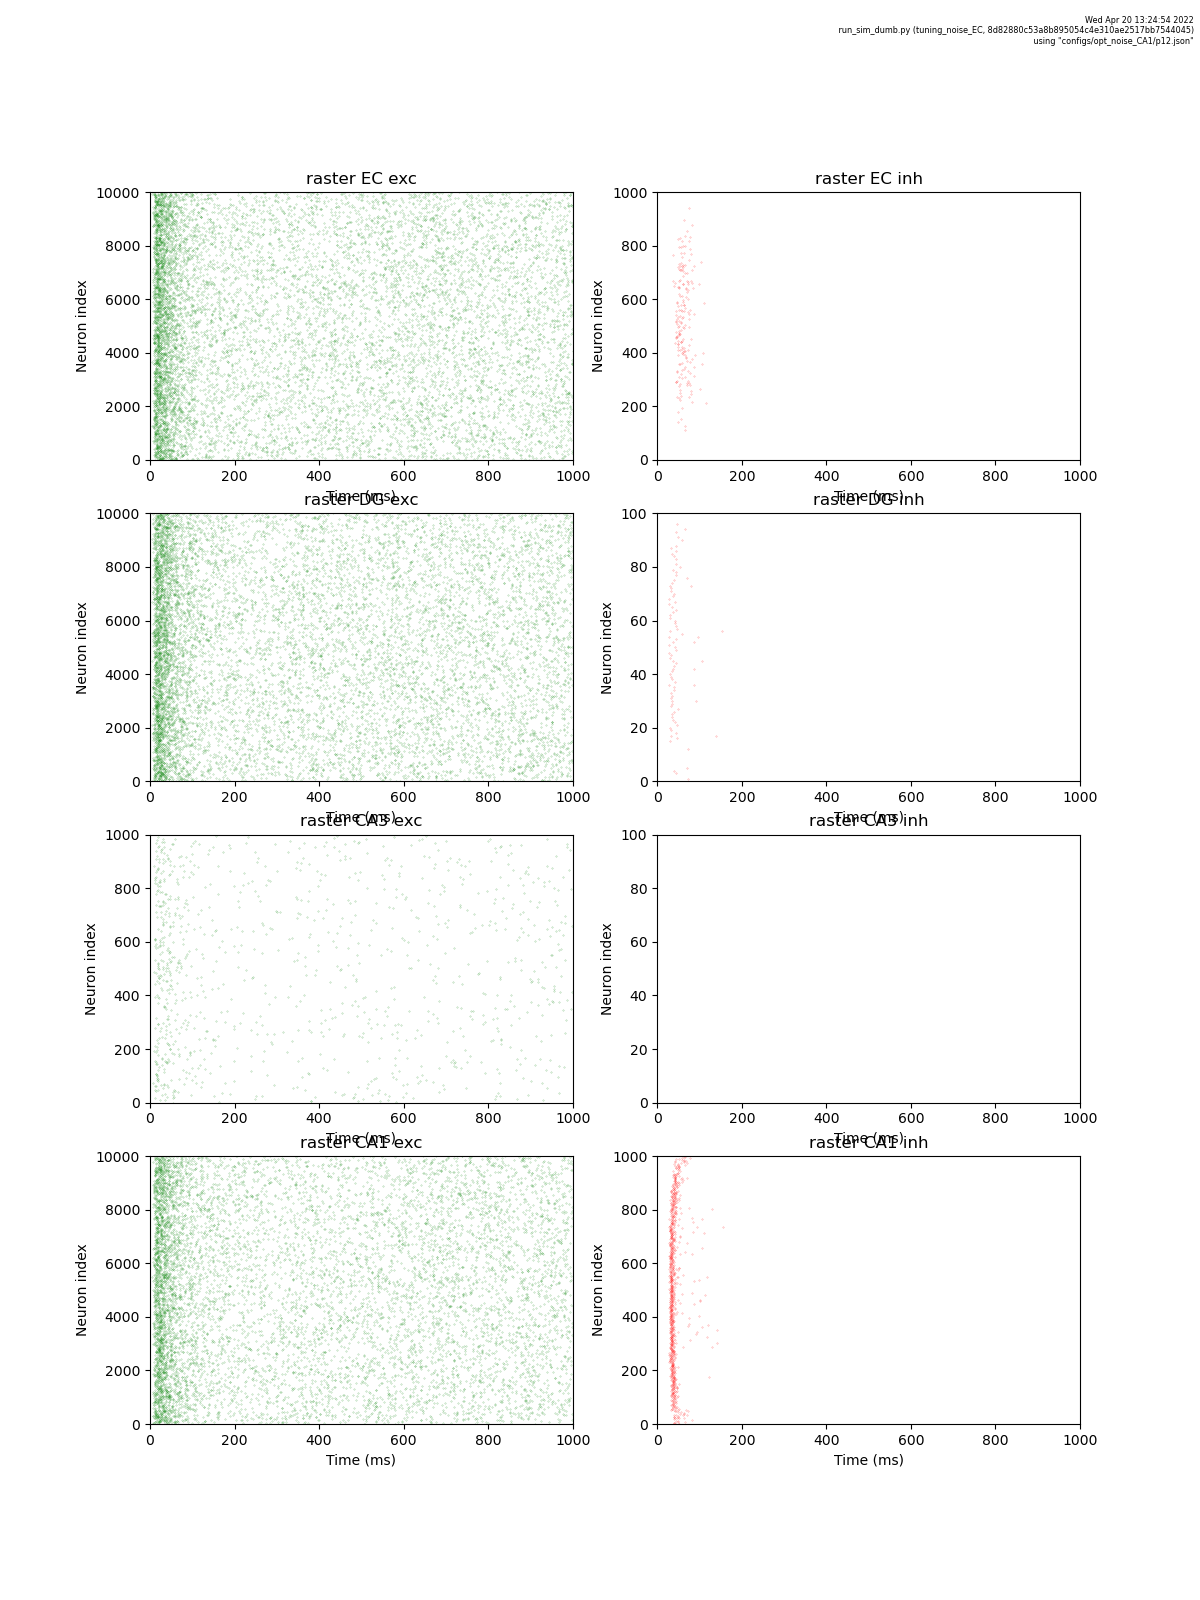 Wed Apr 20 13:24:54 2022
run_sim_dumb.py (tuning_noise_EC, 8d82880c53a8b895054c4e310ae2517bb7544045)
using "configs/opt_noise_CA1/p12.json"
raster EC exc
10000
8000
6000
4000
2000
0
Neuron index
0 200 400 600 800 1000
Time (ms)
raster EC inh
1000
800
600
400
200
0
Neuron index
0 200 400 600 800 1000
Time (ms)
raster DG exc
10000
8000
6000
4000
2000
0
Neuron index
0 200 400 600 800 1000
Time (ms)
raster DG inh
100
80
60
40
20
0
Neuron index
0 200 400 600 800 1000
Time (ms)
raster CA3 exc
1000
800
600
400
200
0
Neuron index
0 200 400 600 800 1000
Time (ms)
raster CA3 inh
100
80
60
40
20
0
Neuron index
0 200 400 600 800 1000
Time (ms)
raster CA1 exc
10000
8000
6000
4000
2000
0
Neuron index
0 200 400 600 800 1000
Time (ms)
raster CA1 inh
1000
800
600
400
200
0
Neuron index
0 200 400 600 800 1000
Time (ms)